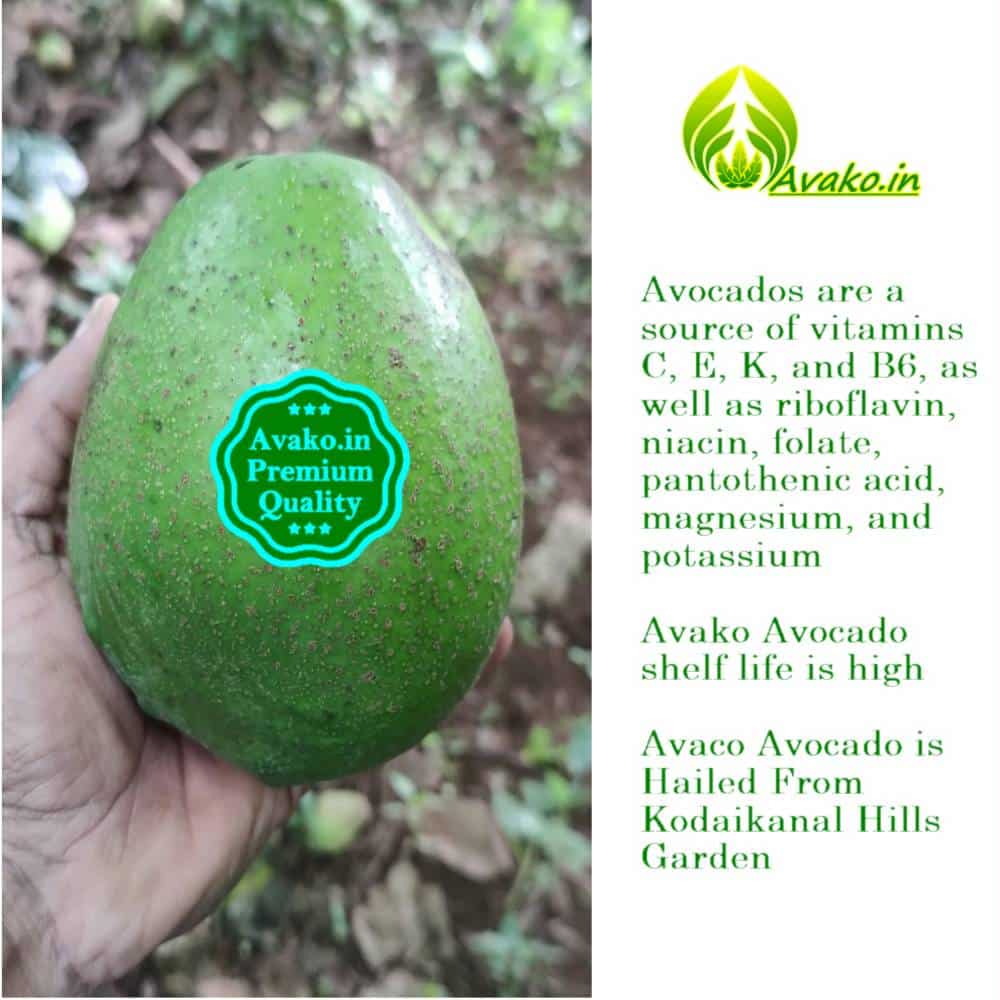 Avako.in
Avocados are a
source of vitamins
C, E, K, and B6, as
well as riboflavin,
niacin, folate,
pantothenic acid,
magnesium, and
potassium
Avako Avocado
shelf life is high
Avaco Avocado is
Hailed From
Kodaikanal Hills
Garden
Avako.in
Premium
Quality